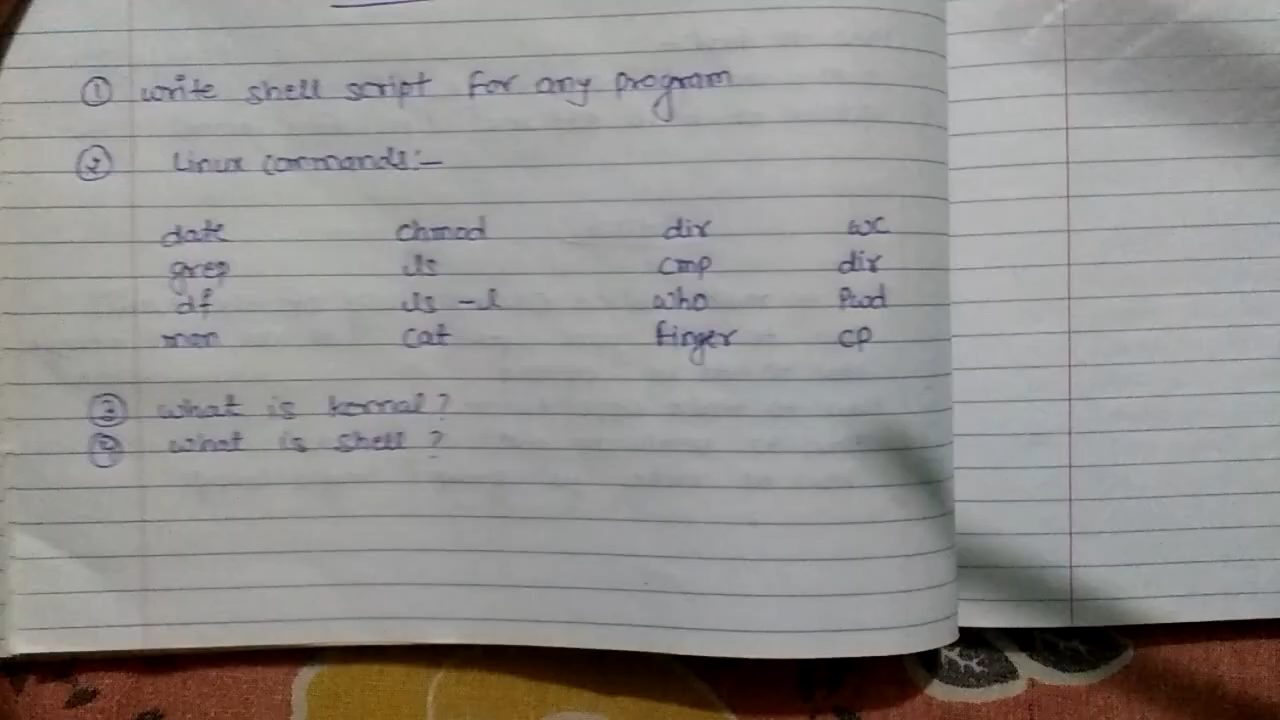 ① write shell script for any program
② Linux commands:-
date chmod dir wc
grep ls cmp dir
df ls -l who Pwd
man cat finger cp
③ what is kernal?
④ what is shell?